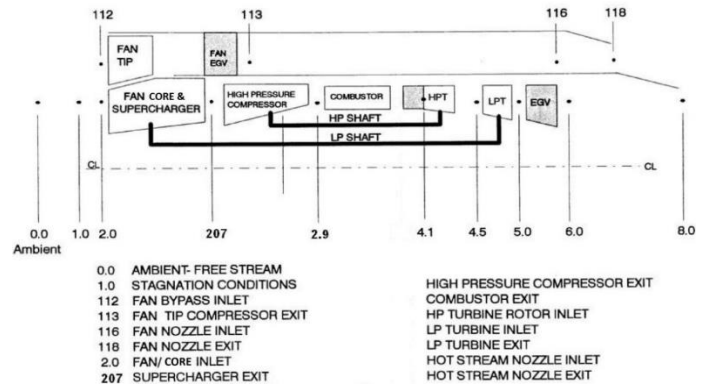 112 113 116 118
FAN TIP
FAN EGV
FAN CORE & SUPERCHARGER
HIGH PRESSURE COMPRESSOR
COMBUSTOR
HPT
LPT
EGV
HP SHAFT
LP SHAFT
CL CL
0.0 1.0 2.0 207 2.9 4.1 4.5 5.0 6.0 8.0
Ambient
0.0 AMBIENT- FREE STREAM
1.0 STAGNATION CONDITIONS
112 FAN BYPASS INLET
113 FAN TIP COMPRESSOR EXIT
116 FAN NOZZLE INLET
118 FAN NOZZLE EXIT
2.0 FAN/ CORE INLET
207 SUPERCHARGER EXIT
HIGH PRESSURE COMPRESSOR EXIT
COMBUSTOR EXIT
HP TURBINE ROTOR INLET
LP TURBINE INLET
LP TURBINE EXIT
HOT STREAM NOZZLE INLET
HOT STREAM NOZZLE EXIT